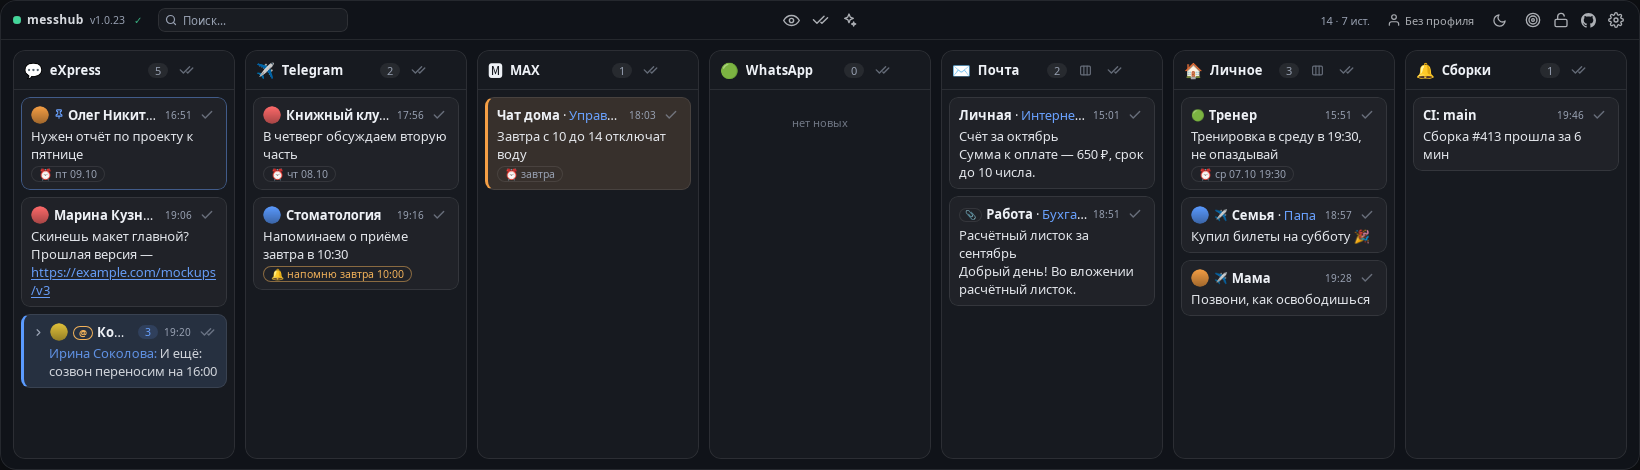 messhub v1.0.23 ✓ Поиск... 14 · 7 ист. Без профиля
eXpress 5
Олег Никит... 16:51
Нужен отчёт по проекту к
пятнице
пт 09.10
Марина Кузн... 19:06
Скинешь макет главной?
Прошлая версия —
https://example.com/mockups
/v3
@ Ко... 3 19:20
Ирина Соколова: И ещё:
созвон переносим на 16:00
Telegram 2
Книжный клу... 17:56
В четверг обсуждаем вторую
часть
чт 08.10
Стоматология 19:16
Напоминаем о приёме
завтра в 10:30
напомню завтра 10:00
M MAX 1
Чат дома · Управ... 18:03
Завтра с 10 до 14 отключат
воду
завтра
WhatsApp 0
нет новых
Почта 2
Личная · Интерне... 15:01
Счёт за октябрь
Сумма к оплате — 650 ₽, срок
до 10 числа.
Работа · Бухга... 18:51
Расчётный листок за
сентябрь
Добрый день! Во вложении
расчётный листок.
Личное 3
Тренер 15:51
Тренировка в среду в 19:30,
не опаздывай
ср 07.10 19:30
Семья · Папа 18:57
Купил билеты на субботу 🎉
Мама 19:28
Позвони, как освободишься
Сборки 1
CI: main 19:46
Сборка #413 прошла за 6
мин